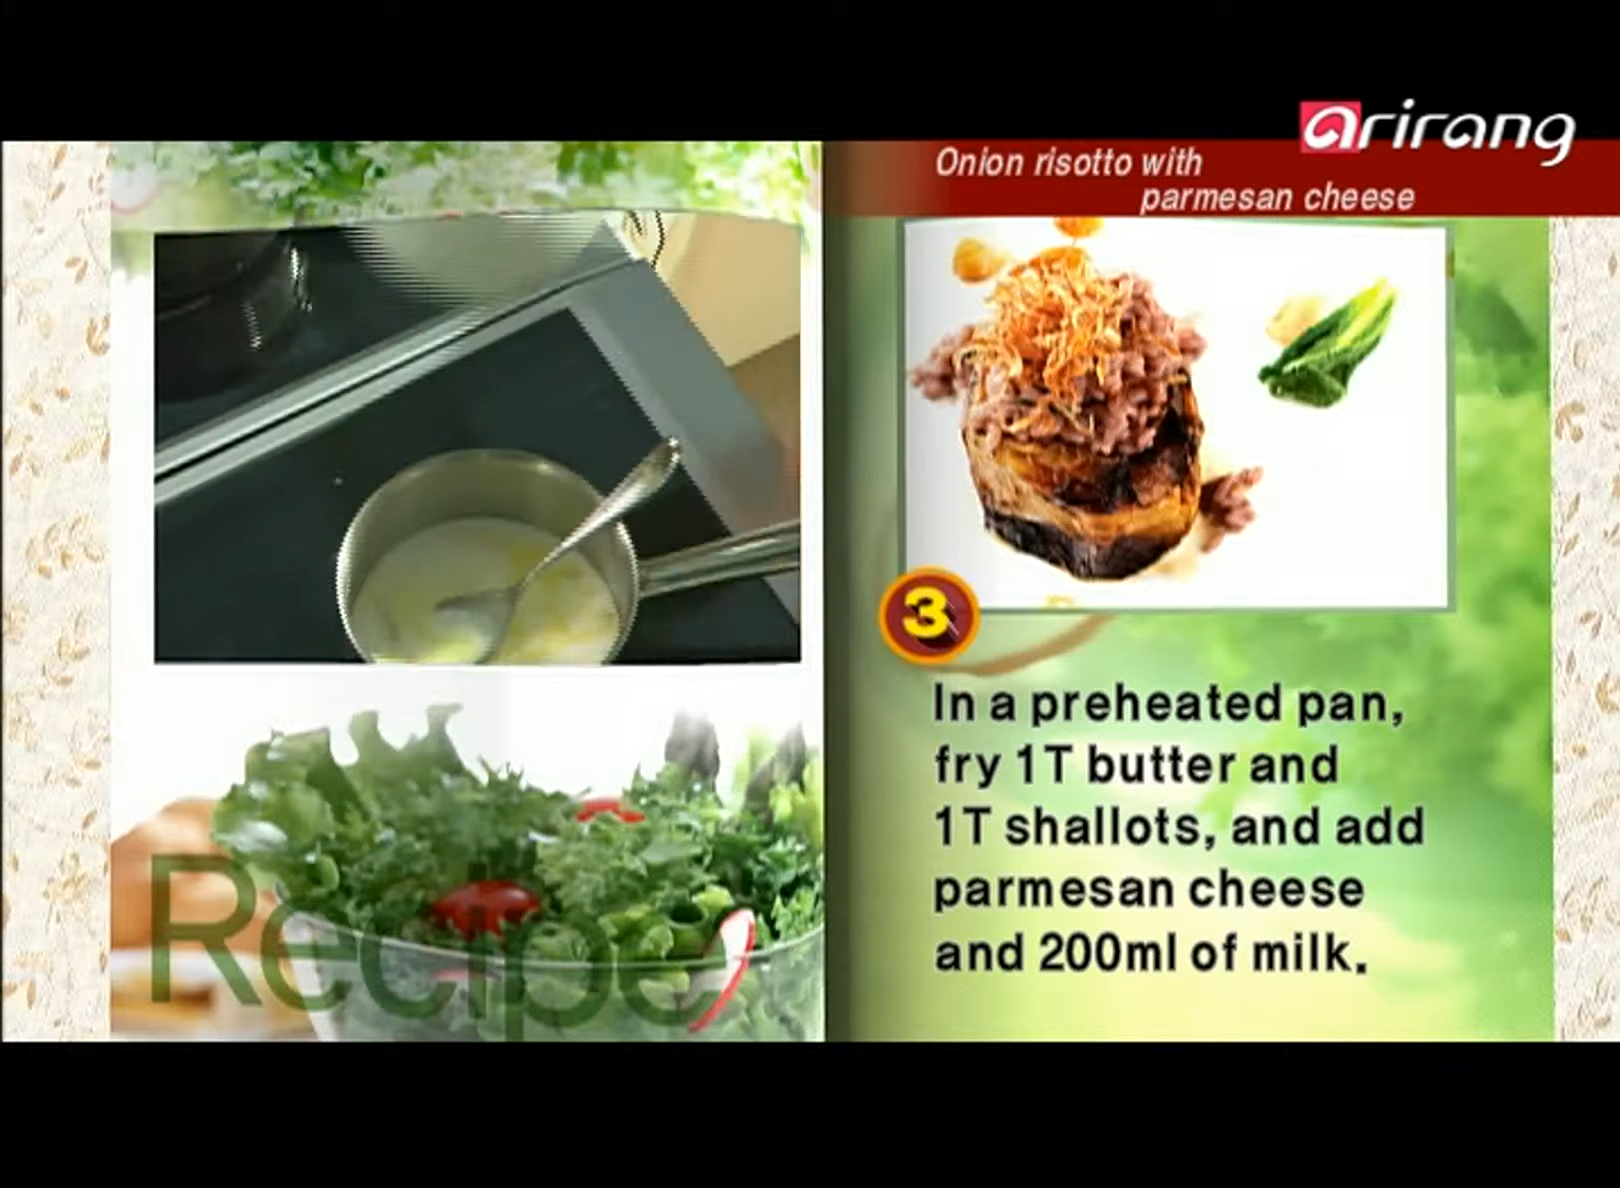 arirang
Onion risotto with
parmesan cheese
3
In a preheated pan,
fry 1T butter and
1T shallots, and add
parmesan cheese
and 200ml of milk.
Recipe